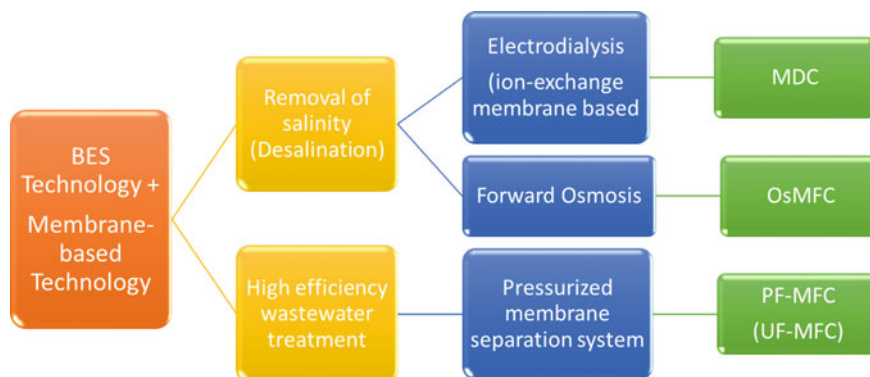 BES
Technology +
Membrane-
based
Technology
Removal of
salinity
(Desalination)
High efficiency
wastewater
treatment
Electrodialysis
(ion-exchange
membrane based
Forward Osmosis
Pressurized
membrane
separation system
MDC
OsMFC
PF-MFC
(UF-MFC)